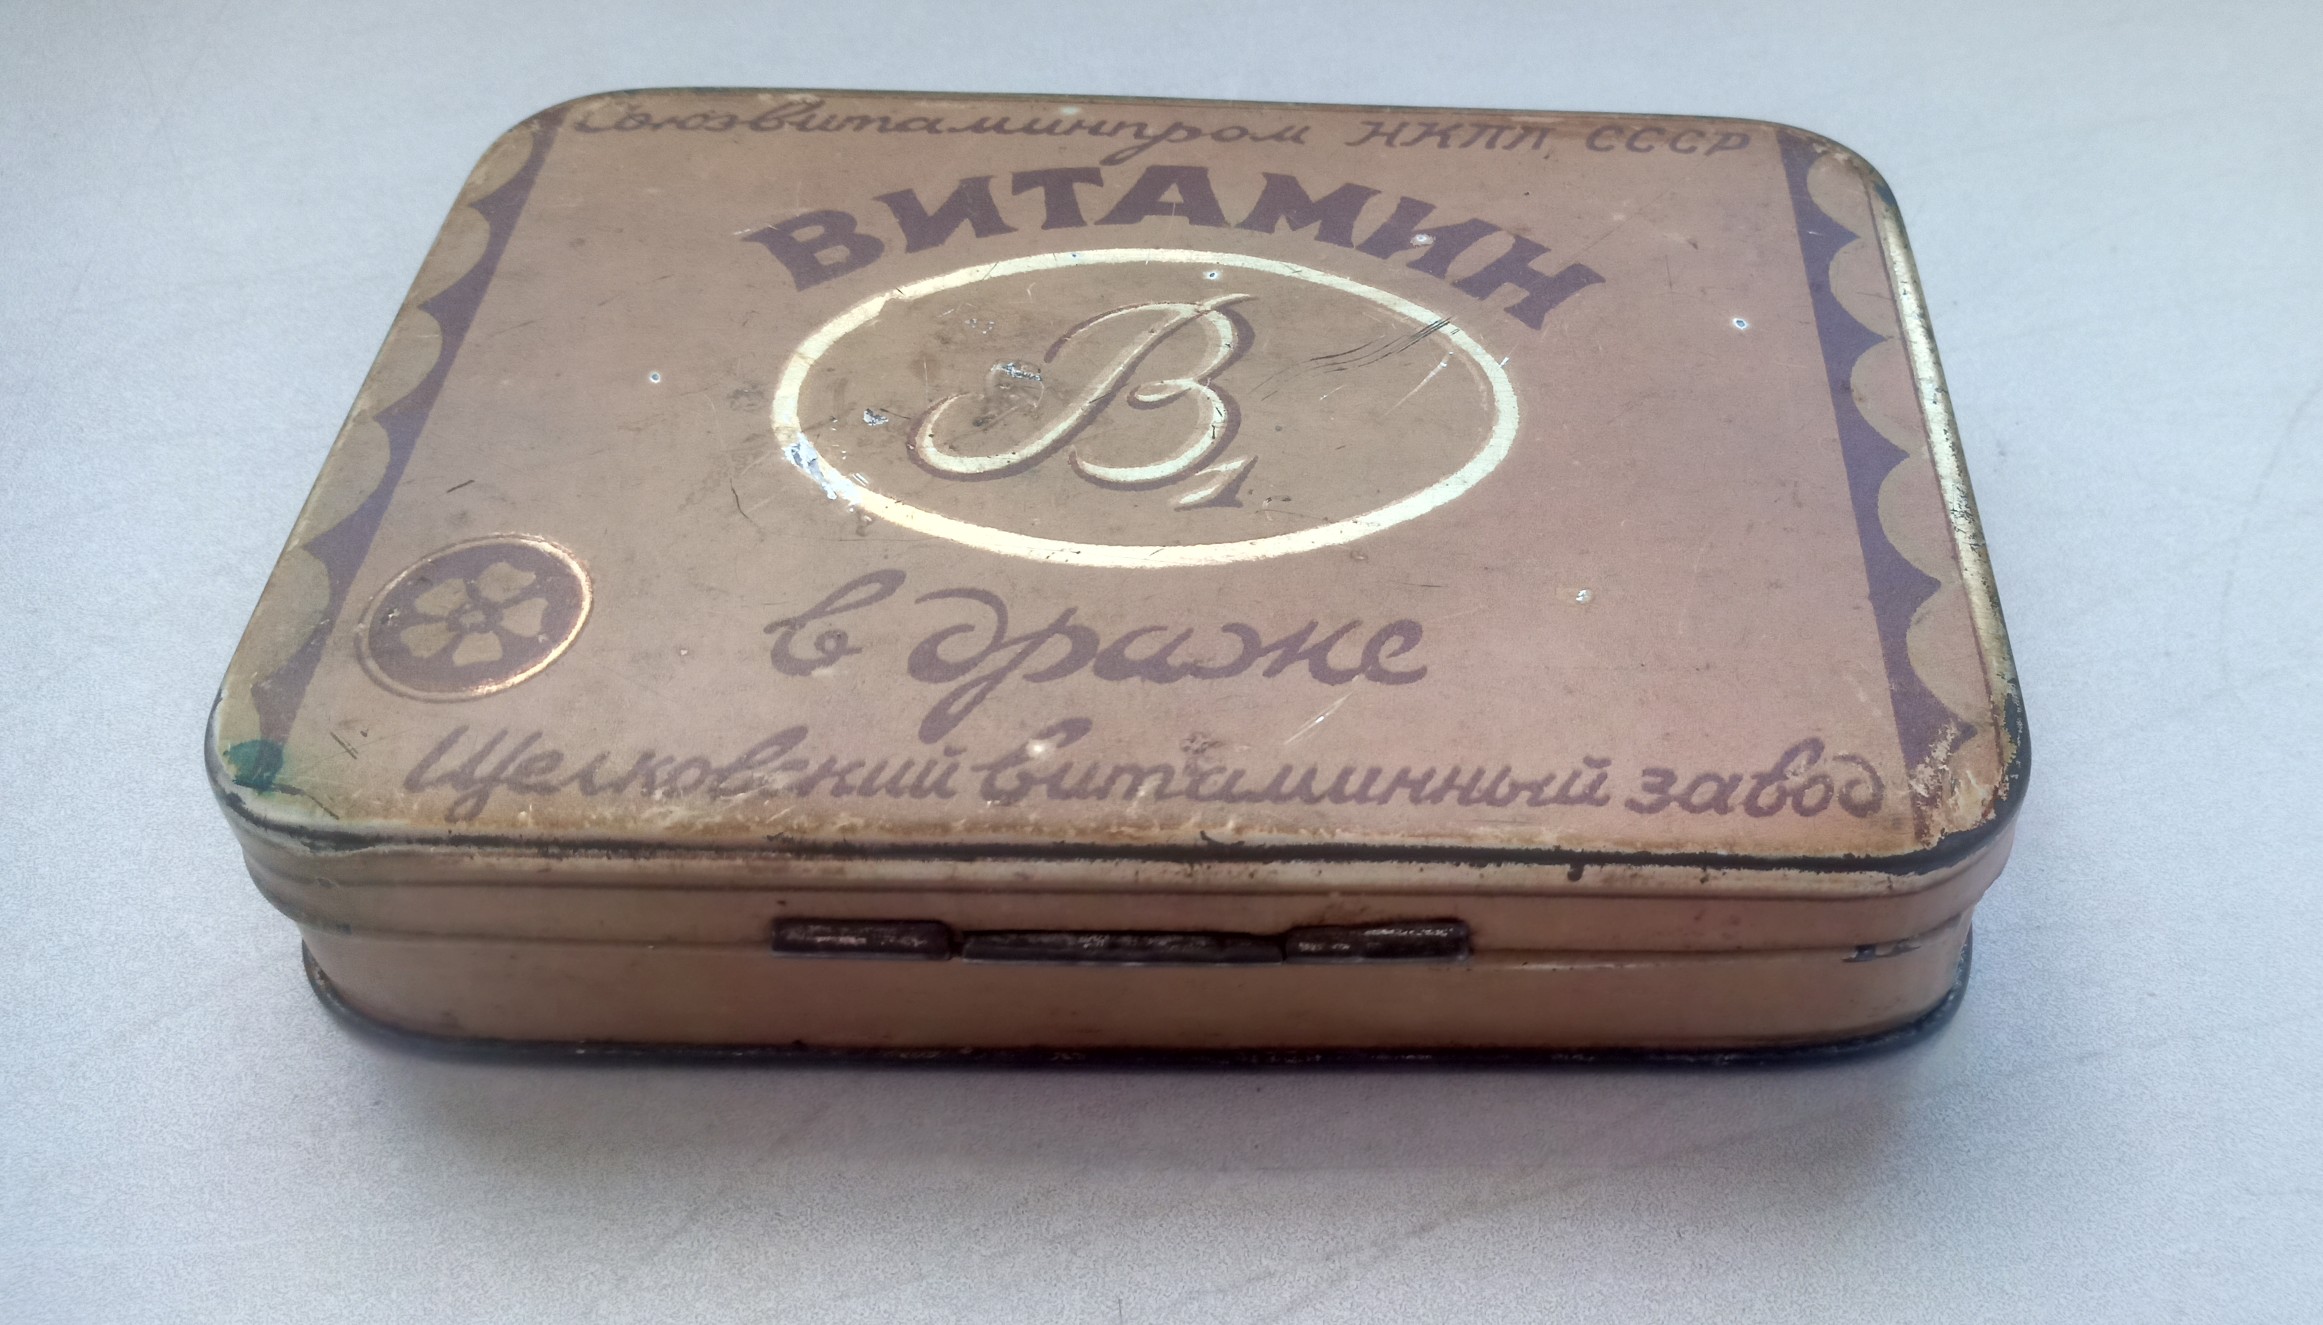 Союзвитаминпром НКПП СССР
ВИТАМИН
B1
в драже
Щелковский витаминный завод